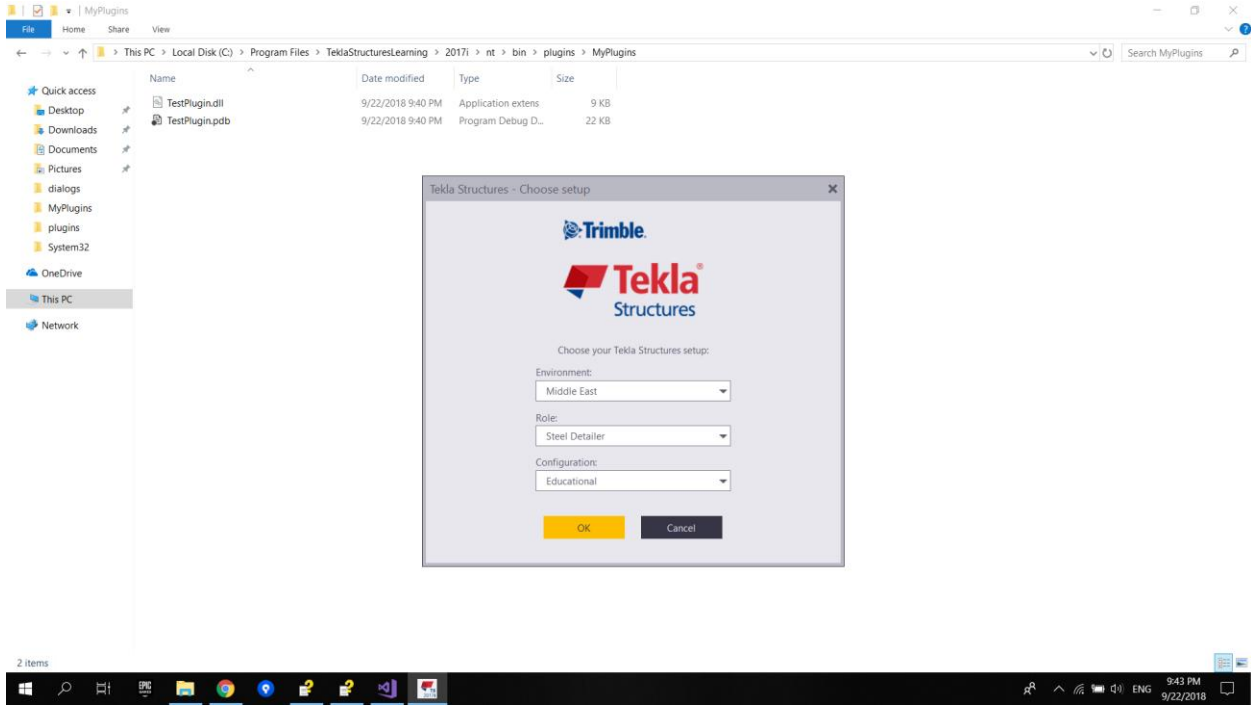 MyPlugins
File Home Share View
This PC > Local Disk (C:) > Program Files > TeklaStructuresLearning > 2017i > nt > bin > plugins > MyPlugins
Search MyPlugins
Name Date modified Type Size
Quick access
TestPlugin.dll 9/22/2018 9:40 PM Application extens 9 KB
Desktop
TestPlugin.pdb 9/22/2018 9:40 PM Program Debug D... 22 KB
Downloads
Documents
Pictures
dialogs
MyPlugins
plugins
System32
OneDrive
This PC
Network
Tekla Structures - Choose setup
Trimble.
Tekla®
Structures
Choose your Tekla Structures setup:
Environment:
Middle East
Role:
Steel Detailer
Configuration:
Educational
OK Cancel
2 items
EPIC
ENG
9:43 PM
9/22/2018